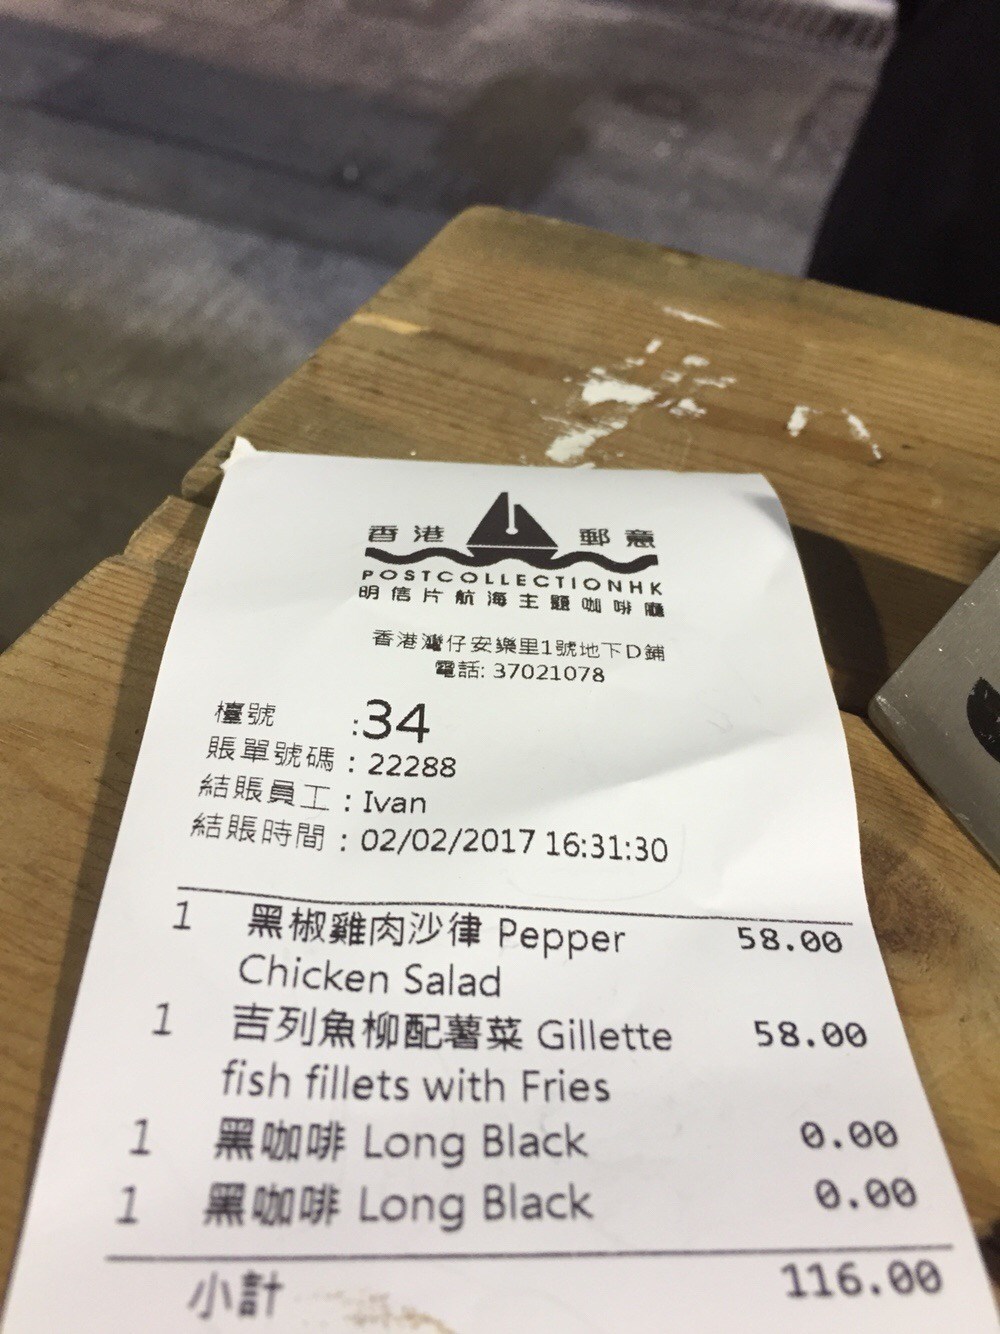 香港 郵意
POSTCOLLECTIONHK
明信片航海主題咖啡廳
香港灣仔安樂里1號地下D鋪
電話: 37021078
檯號 :34
賬單號碼 : 22288
結賬員工 : Ivan
結賬時間 : 02/02/2017 16:31:30
1 黑椒雞肉沙律 Pepper 58.00
Chicken Salad
1 吉列魚柳配薯菜 Gillette 58.00
fish fillets with Fries
1 黑咖啡 Long Black 0.00
1 黑咖啡 Long Black 0.00
小計 116.00